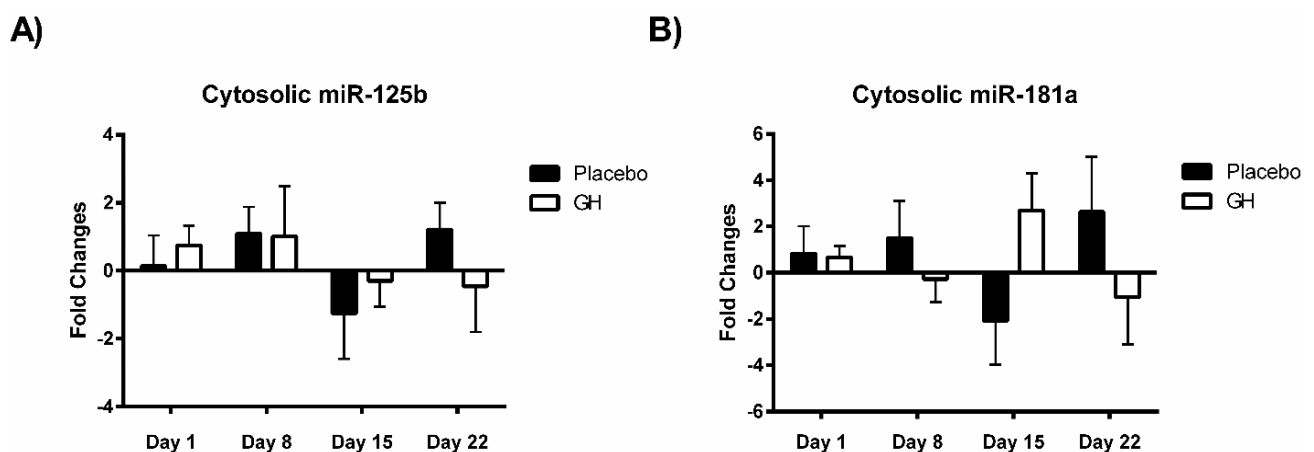 A)
Cytosolic miR-125b
Fold Changes
4
2
0
-2
-4
Day 1 Day 8 Day 15 Day 22
Placebo
GH
B)
Cytosolic miR-181a
Fold Changes
6
4
2
0
-2
-4
-6
Day 1 Day 8 Day 15 Day 22
Placebo
GH